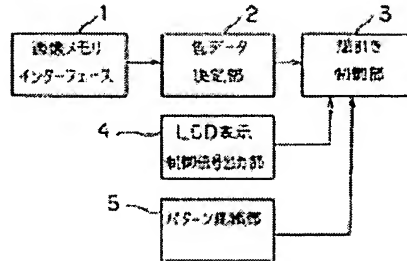 1
画像メモリ
インターフェース
2
色データ
決定部
3
間引き
制御部
4
LCD表示
制御信号出力部
5
パターン